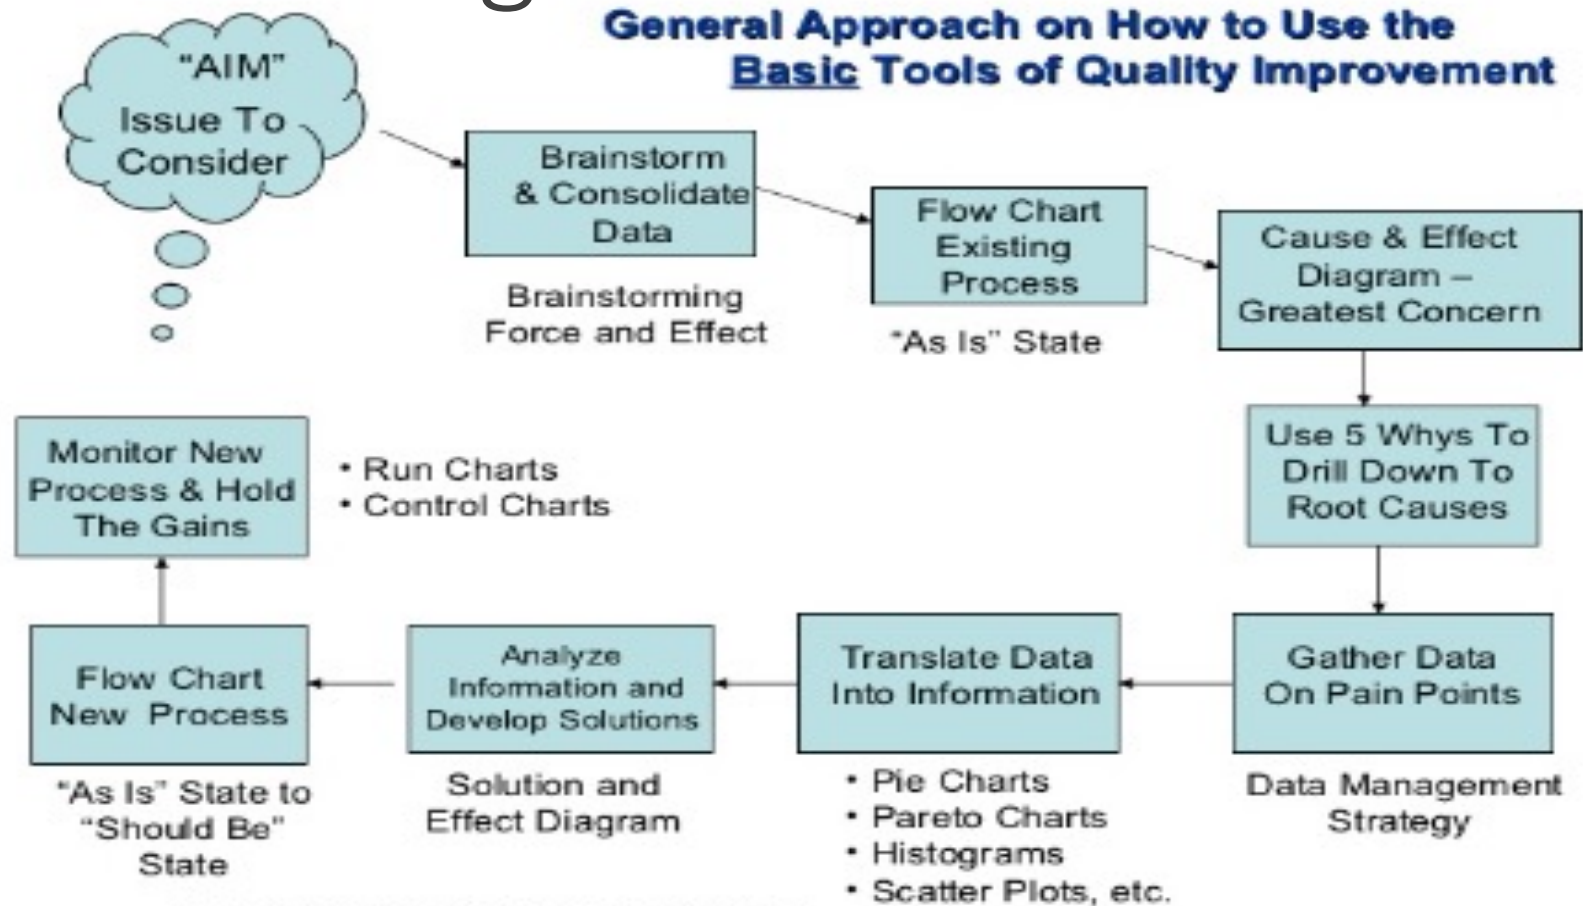 General Approach on How to Use the
Basic Tools of Quality Improvement
“AIM”
Issue To
Consider
Brainstorm
& Consolidate
Data
Brainstorming
Force and Effect
Flow Chart
Existing
Process
“As Is” State
Cause & Effect
Diagram –
Greatest Concern
Use 5 Whys To
Drill Down To
Root Causes
Gather Data
On Pain Points
Data Management
Strategy
Translate Data
Into Information
• Pie Charts
• Pareto Charts
• Histograms
• Scatter Plots, etc.
Analyze
Information and
Develop Solutions
Solution and
Effect Diagram
Flow Chart
New Process
“As Is” State to
“Should Be”
State
Monitor New
Process & Hold
The Gains
• Run Charts
• Control Charts